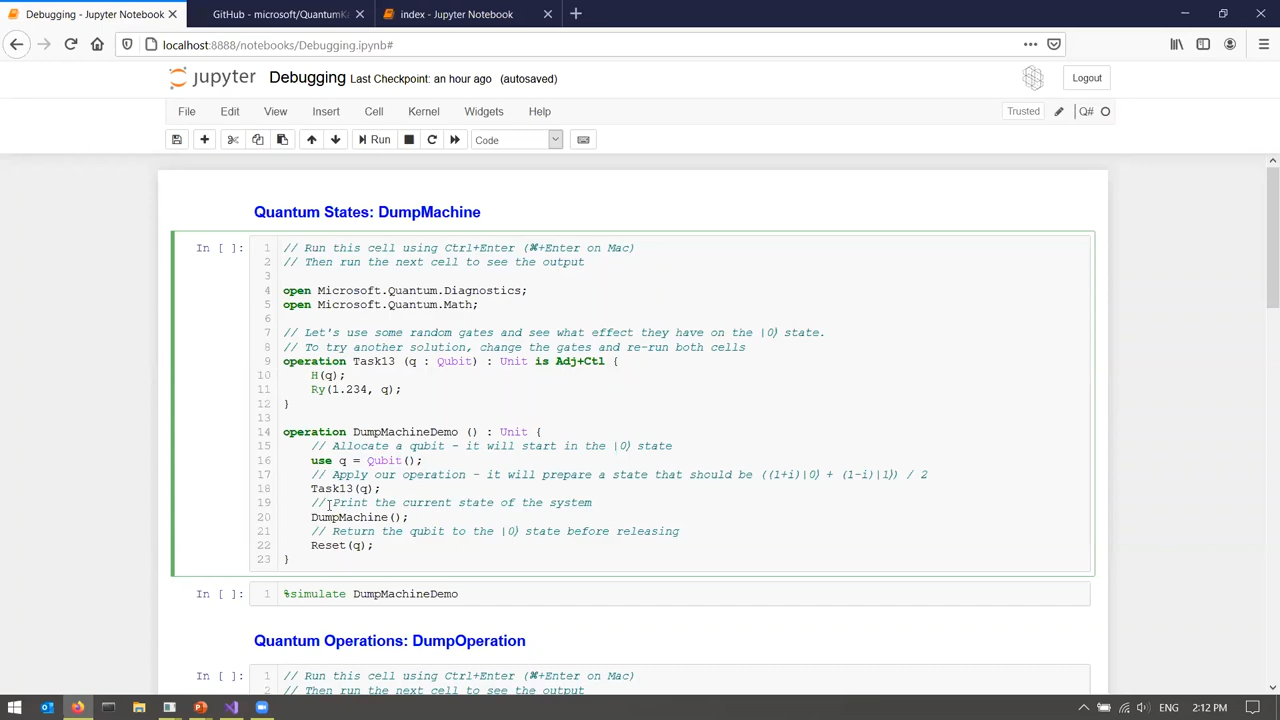 Debugging - Jupyter Notebook
GitHub - microsoft/QuantumKa
index - Jupyter Notebook
localhost:8888/notebooks/Debugging.ipynb#
jupyter Debugging Last Checkpoint: an hour ago (autosaved)
Logout
File Edit View Insert Cell Kernel Widgets Help
Trusted
Q#
Run
Code
Quantum States: DumpMachine
In [ ]:
1 // Run this cell using Ctrl+Enter (⌘+Enter on Mac)
2 // Then run the next cell to see the output
3
4 open Microsoft.Quantum.Diagnostics;
5 open Microsoft.Quantum.Math;
6
7 // Let's use some random gates and see what effect they have on the |0⟩ state.
8 // To try another solution, change the gates and re-run both cells
9 operation Task13 (q : Qubit) : Unit is Adj+Ctl {
10 H(q);
11 Ry(1.234, q);
12 }
13
14 operation DumpMachineDemo () : Unit {
15 // Allocate a qubit - it will start in the |0⟩ state
16 use q = Qubit();
17 // Apply our operation - it will prepare a state that should be ((1+i)|0⟩ + (1-i)|1⟩) / 2
18 Task13(q);
19 // Print the current state of the system
20 DumpMachine();
21 // Return the qubit to the |0⟩ state before releasing
22 Reset(q);
23 }
In [ ]:
1 %simulate DumpMachineDemo
Quantum Operations: DumpOperation
In [ ]:
1 // Run this cell using Ctrl+Enter (⌘+Enter on Mac)
2 // Then run the next cell to see the output
ENG 2:12 PM